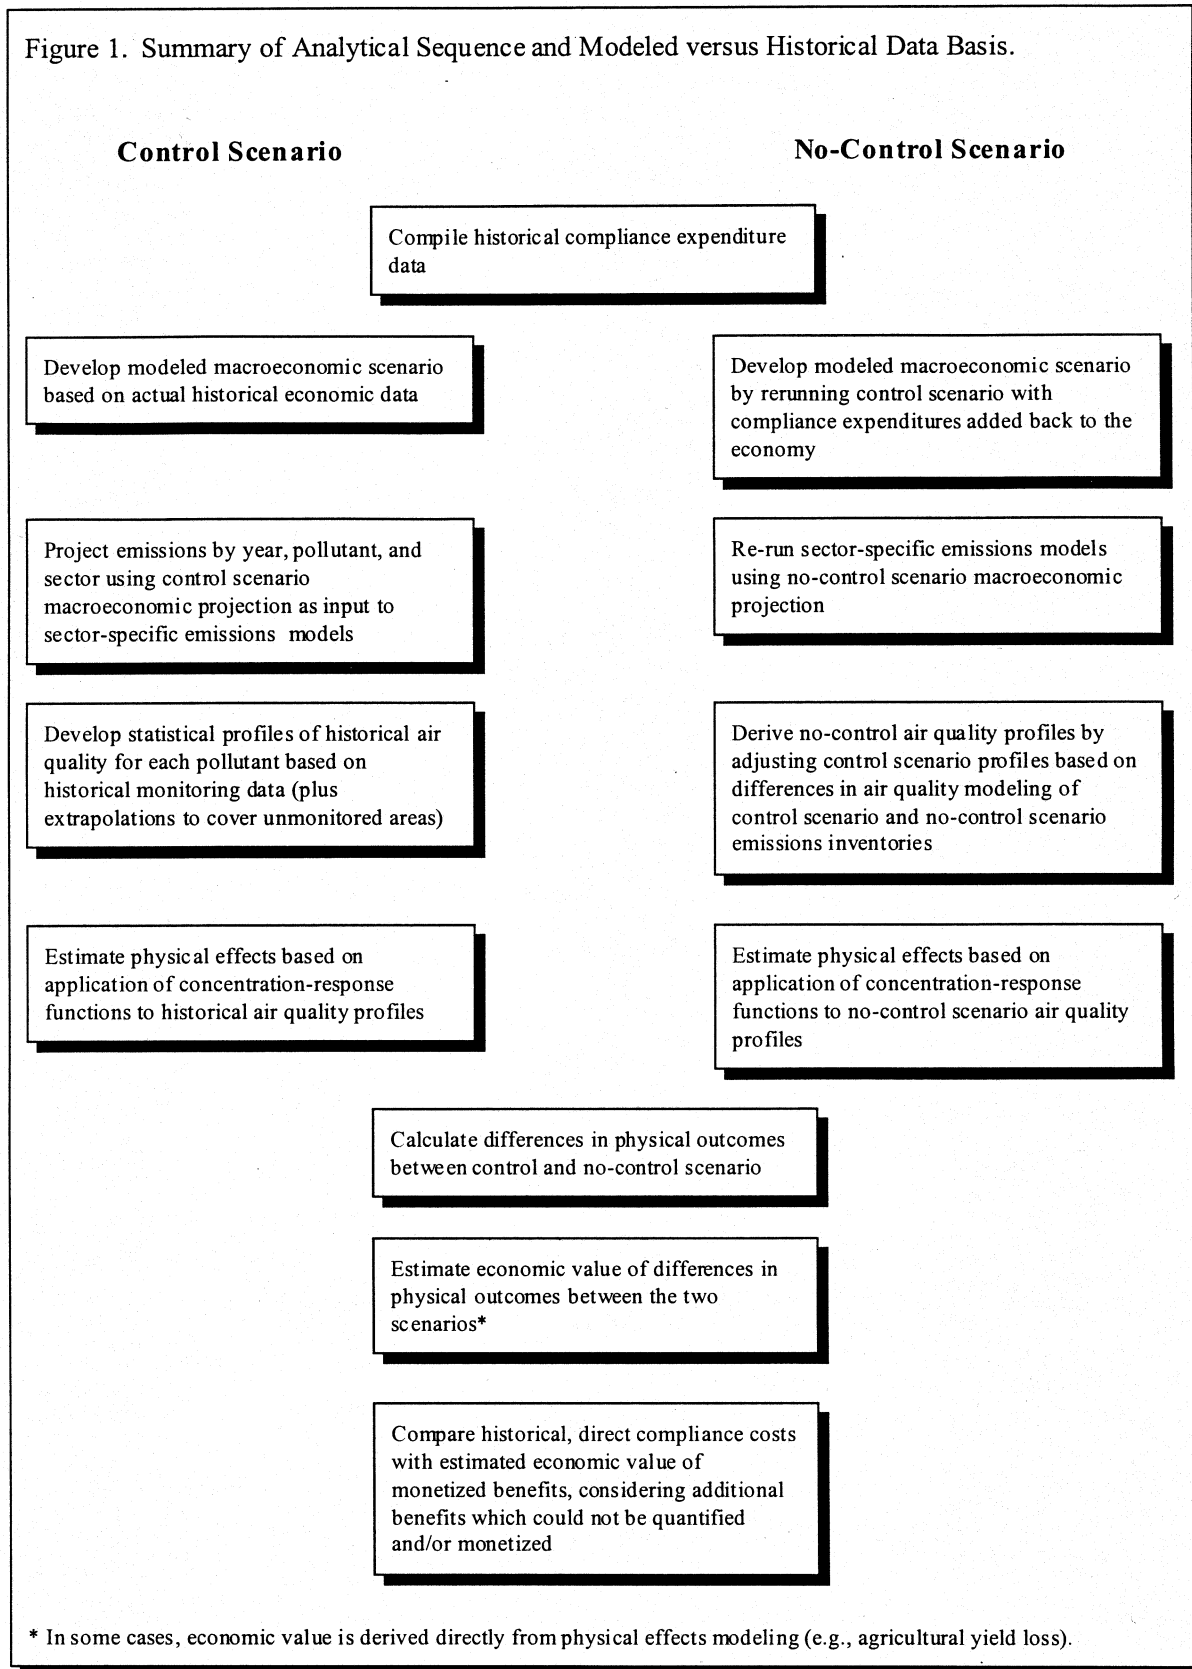 Figure 1. Summary of Analytical Sequence and Modeled versus Historical Data Basis.
Control Scenario
No-Control Scenario
Compile historical compliance expenditure
data
Develop modeled macroeconomic scenario
based on actual historical economic data
Develop modeled macroeconomic scenario
by rerunning control scenario with
compliance expenditures added back to the
economy
Project emissions by year, pollutant, and
sector using control scenario
macroeconomic projection as input to
sector-specific emissions models
Re-run sector-specific emissions models
using no-control scenario macroeconomic
projection
Develop statistical profiles of historical air
quality for each pollutant based on
historical monitoring data (plus
extrapolations to cover unmonitored areas)
Derive no-control air quality profiles by
adjusting control scenario profiles based on
differences in air quality modeling of
control scenario and no-control scenario
emissions inventories
Estimate physical effects based on
application of concentration-response
functions to historical air quality profiles
Estimate physical effects based on
application of concentration-response
functions to no-control scenario air quality
profiles
Calculate differences in physical outcomes
between control and no-control scenario
Estimate economic value of differences in
physical outcomes between the two
scenarios*
Compare historical, direct compliance costs
with estimated economic value of
monetized benefits, considering additional
benefits which could not be quantified
and/or monetized
* In some cases, economic value is derived directly from physical effects modeling (e.g., agricultural yield loss).